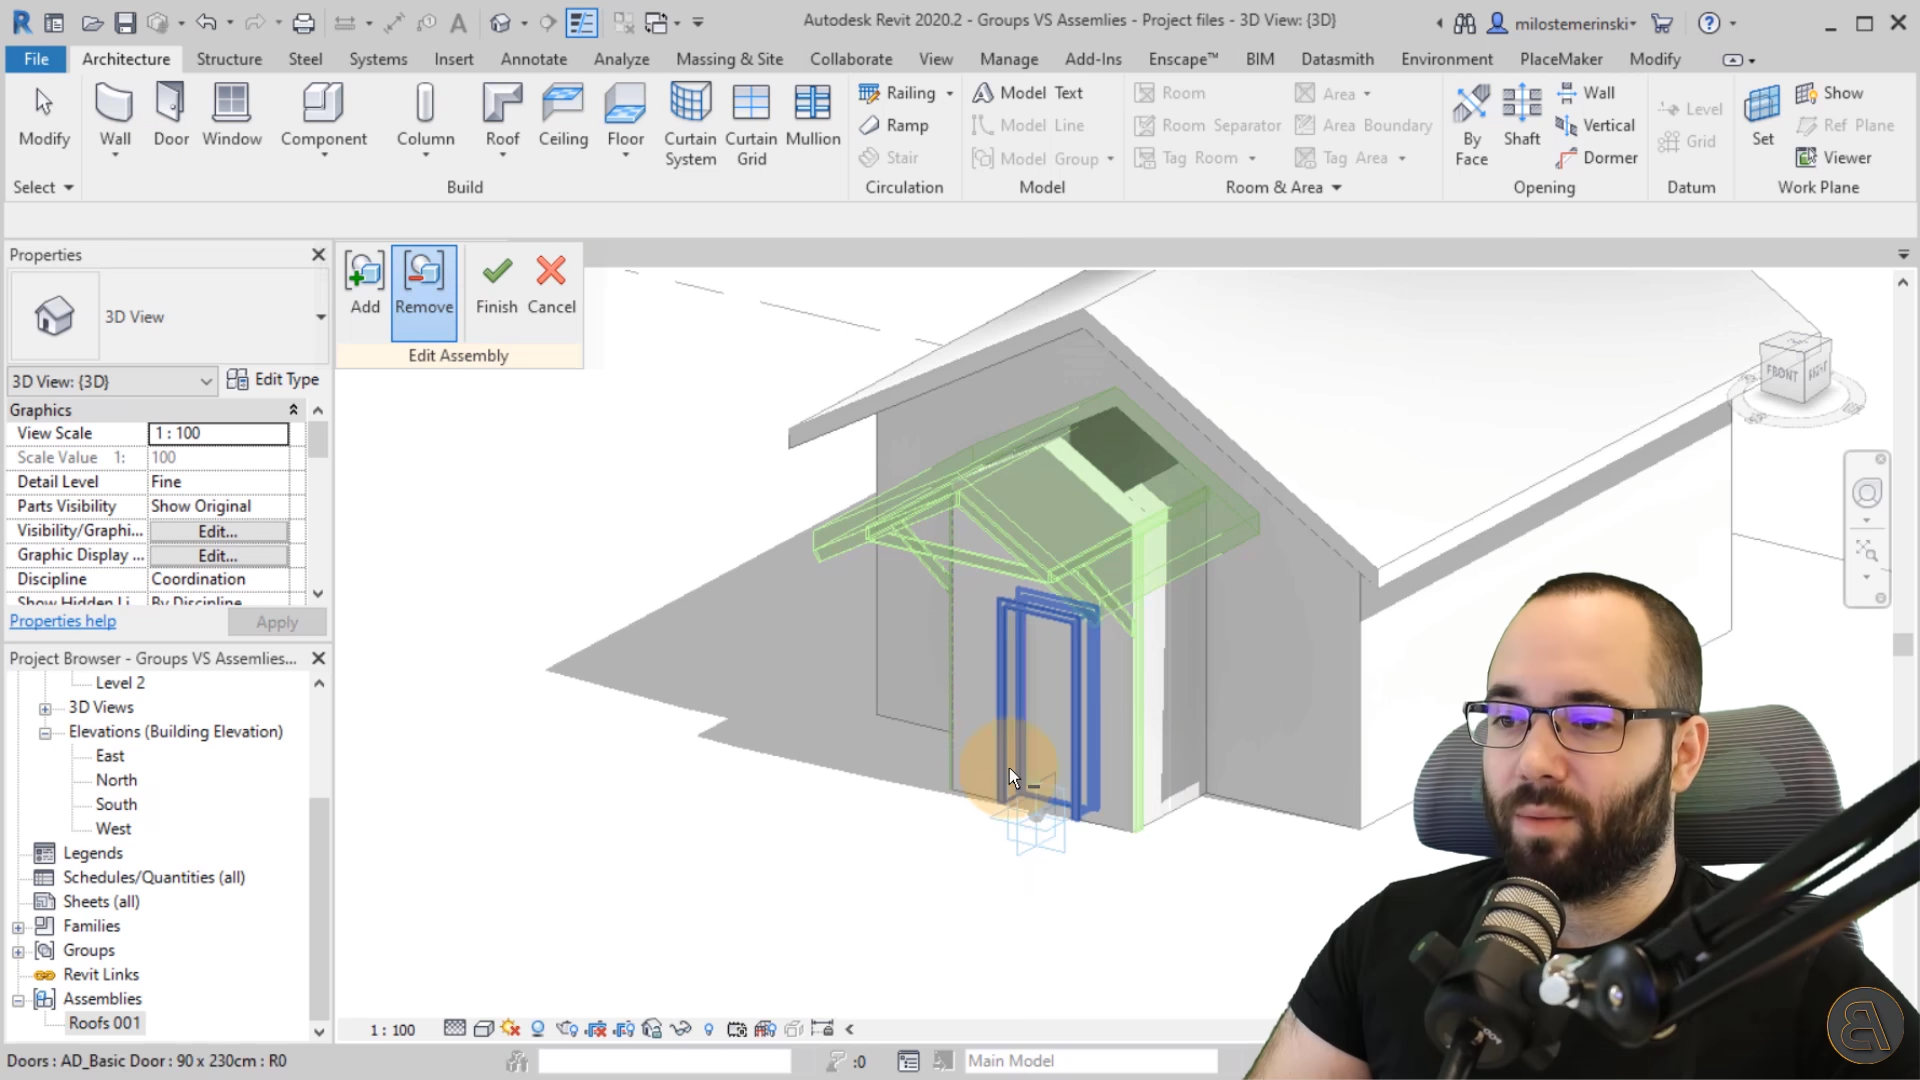 Autodesk Revit 2020.2 - Groups VS Assemlies - Project files - 3D View: {3D}
milostemerinski
File Architecture Structure Steel Systems Insert Annotate Analyze Massing & Site Collaborate View Manage Add-Ins Enscape™ BIM Datasmith Environment PlaceMaker Modify
Modify Wall Door Window Component Column Roof Ceiling Floor Curtain System Curtain Grid Mullion
Railing Model Text Room Area By Face Shaft Wall Level Set Show
Ramp Model Line Room Separator Area Boundary Vertical Grid Ref Plane
Stair Model Group Tag Room Tag Area Dormer Viewer
Select Build Circulation Model Room & Area Opening Datum Work Plane
Properties
Add Remove Finish Cancel
Edit Assembly
3D View
3D View: {3D} Edit Type
Graphics
View Scale 1 : 100
Scale Value 1: 100
Detail Level Fine
Parts Visibility Show Original
Visibility/Graphi... Edit...
Graphic Display ... Edit...
Discipline Coordination
Show Hidden Li... By Discipline
Properties help Apply
FRONT RIGHT
Project Browser - Groups VS Assemlies...
Level 2
3D Views
Elevations (Building Elevation)
East
North
South
West
Legends
Schedules/Quantities (all)
Sheets (all)
Families
Groups
Revit Links
Assemblies
Roofs 001
1 : 100
Doors : AD_Basic Door : 90 x 230cm : R0 :0 Main Model